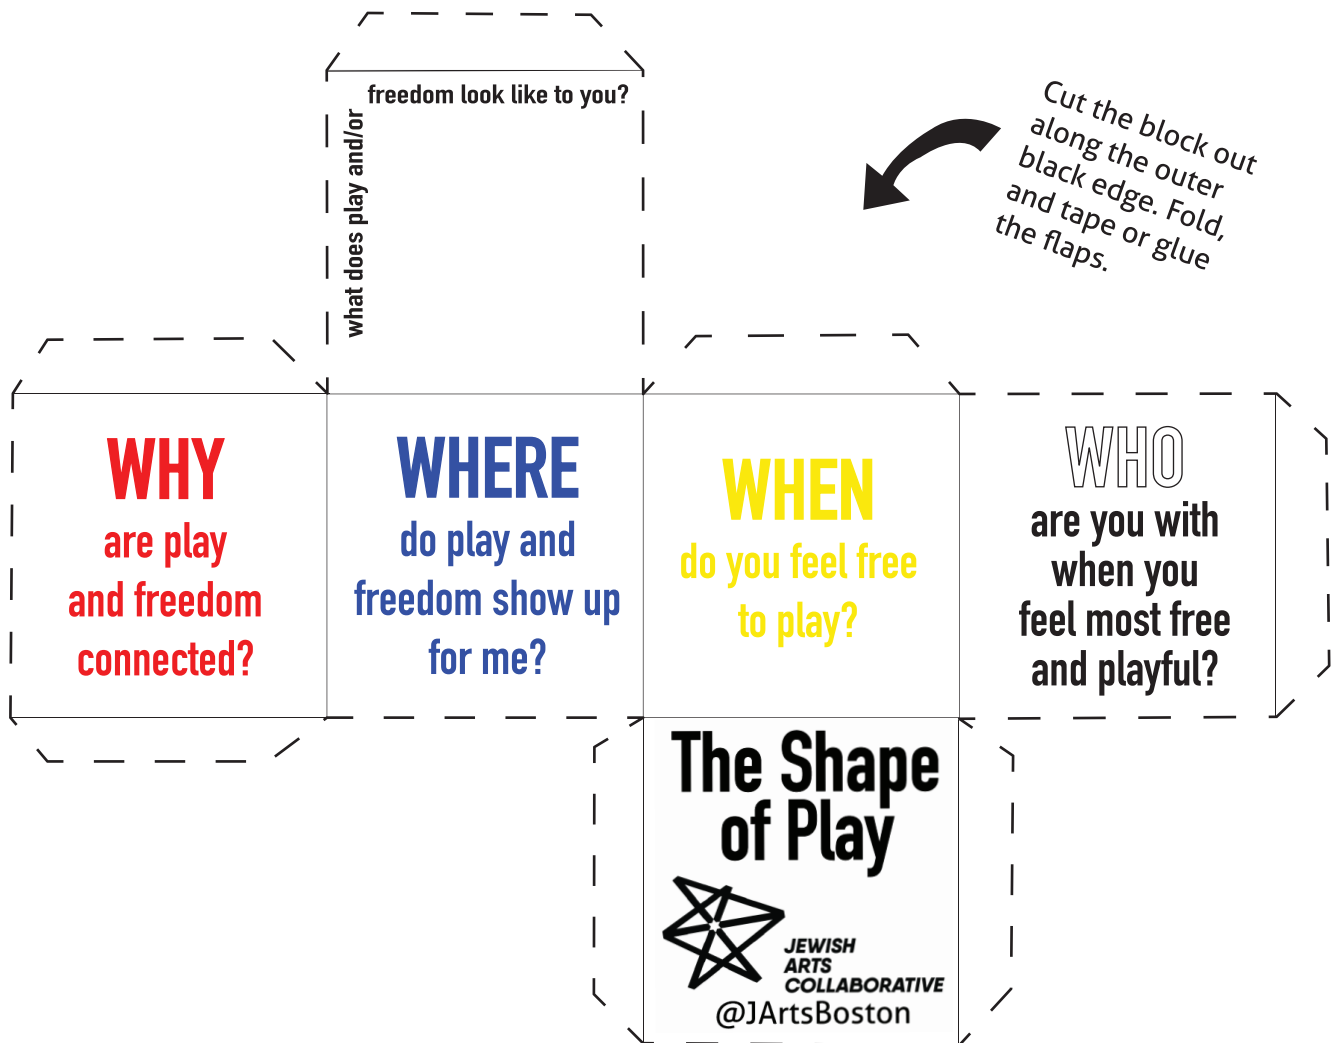 what does play and/or
freedom look like to you?
Cut the block out
along the outer
black edge. Fold,
and tape or glue
the flaps.
WHY
are play
and freedom
connected?
WHERE
do play and
freedom show up
for me?
WHEN
do you feel free
to play?
WHO
are you with
when you
feel most free
and playful?
The Shape
of Play
JEWISH
ARTS
COLLABORATIVE
@JArtsBoston